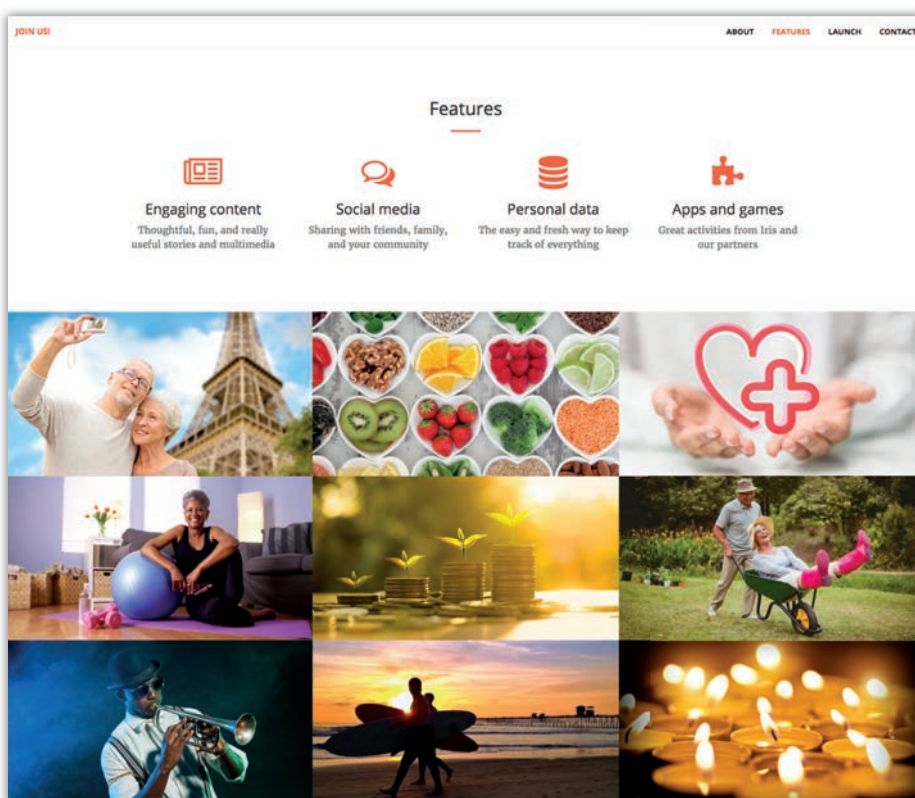 JOIN US!
ABOUT FEATURES LAUNCH CONTACT
Features
Engaging content
Thoughtful, fun, and really
useful stories and multimedia
Social media
Sharing with friends, family,
and your community
Personal data
The easy and fresh way to keep
track of everything
Apps and games
Great activities from Iris and
our partners